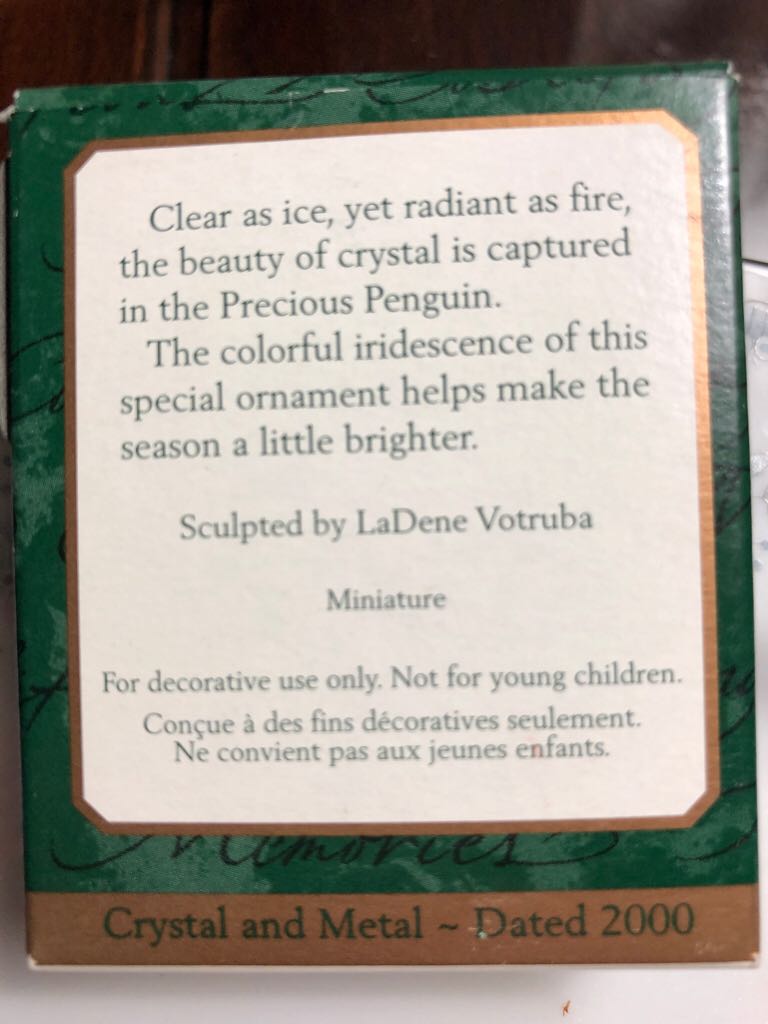 Clear as ice, yet radiant as fire,
the beauty of crystal is captured
in the Precious Penguin.
The colorful iridescence of this
special ornament helps make the
season a little brighter.
Sculpted by LaDene Votruba
Miniature
For decorative use only. Not for young children.
Conçue à des fins décoratives seulement.
Ne convient pas aux jeunes enfants.
Memories
Crystal and Metal ~ Dated 2000